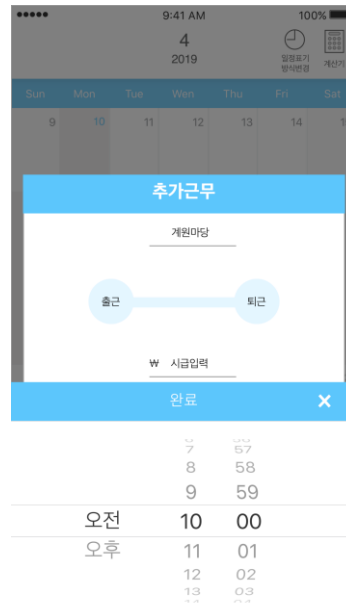 9:41 AM
100%
4
2019
일정표기
방식변경
계산기
Sun Mon Tue Wen Thu Fri Sat
9 10 11 12 13 14
추가근무
계원마당
출근
퇴근
₩ 시급입력
완료
×
7 57
8 58
9 59
오전 10 00
오후 11 01
12 02
13 03